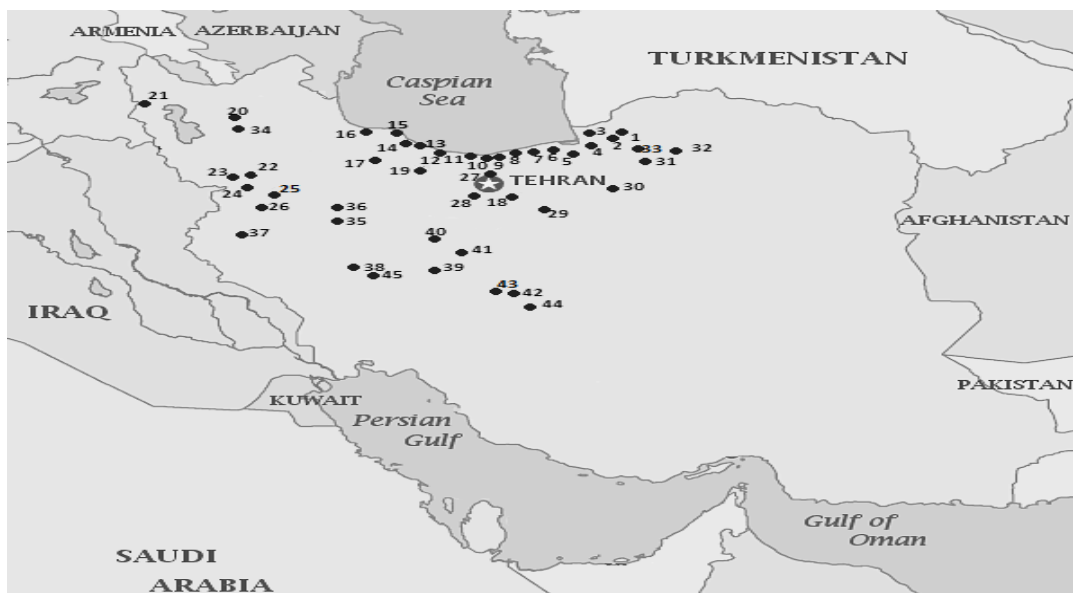 ARMENIA
AZERBAIJAN
TURKMENISTAN
Caspian
Sea
21
20
34
16
15
14
13
3
1
2
4
33
32
31
17
12
11
10
9
8
7
6
5
19
27
TEHRAN
23
22
24
25
26
28
18
29
30
36
35
37
40
41
AFGHANISTAN
38
45
39
43
42
44
IRAQ
KUWAIT
PAKISTAN
Persian
Gulf
Gulf of
Oman
SAUDI
ARABIA